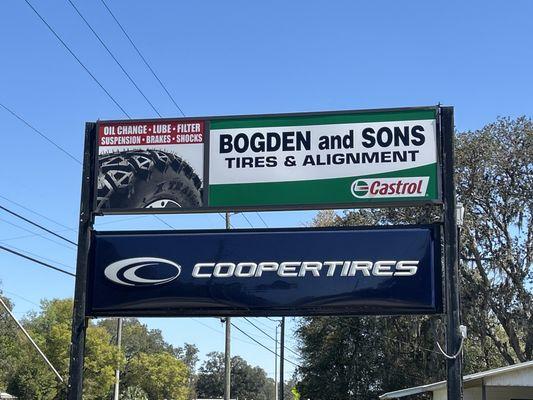 OIL CHANGE • LUBE • FILTER
SUSPENSION • BRAKES • SHOCKS
BOGDEN and SONS
TIRES & ALIGNMENT
Castrol
COOPERTIRES